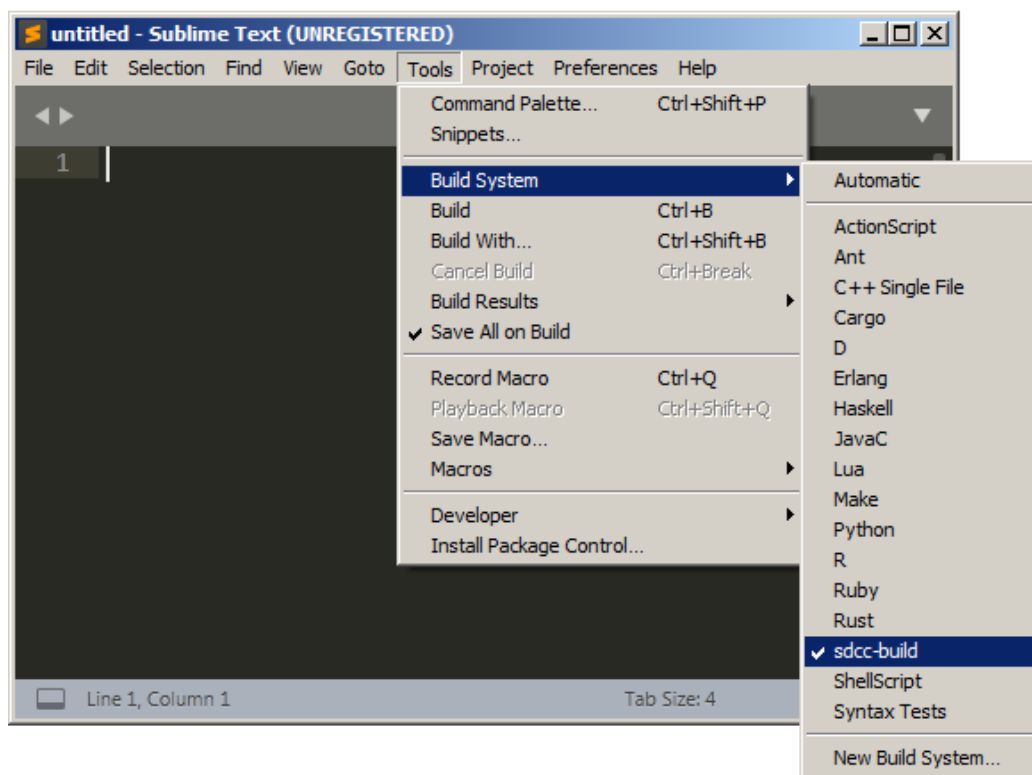 untitled - Sublime Text (UNREGISTERED)
File Edit Selection Find View Goto Tools Project Preferences Help
1
Command Palette... Ctrl+Shift+P
Snippets...
Build System
Build Ctrl+B
Build With... Ctrl+Shift+B
Cancel Build Ctrl+Break
Build Results
Save All on Build
Record Macro Ctrl+Q
Playback Macro Ctrl+Shift+Q
Save Macro...
Macros
Developer
Install Package Control...
Automatic
ActionScript
Ant
C++ Single File
Cargo
D
Erlang
Haskell
JavaC
Lua
Make
Python
R
Ruby
Rust
sdcc-build
ShellScript
Syntax Tests
New Build System...
Line 1, Column 1 Tab Size: 4